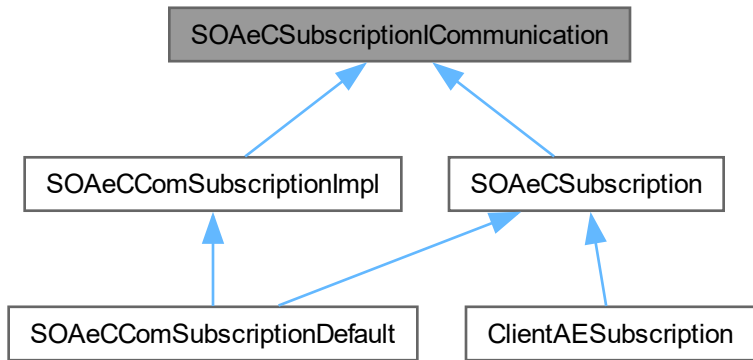 SOAeCSubscriptionICommunication
SOAeCComSubscriptionImpl
SOAeCSubscription
SOAeCComSubscriptionDefault
ClientAESubscription